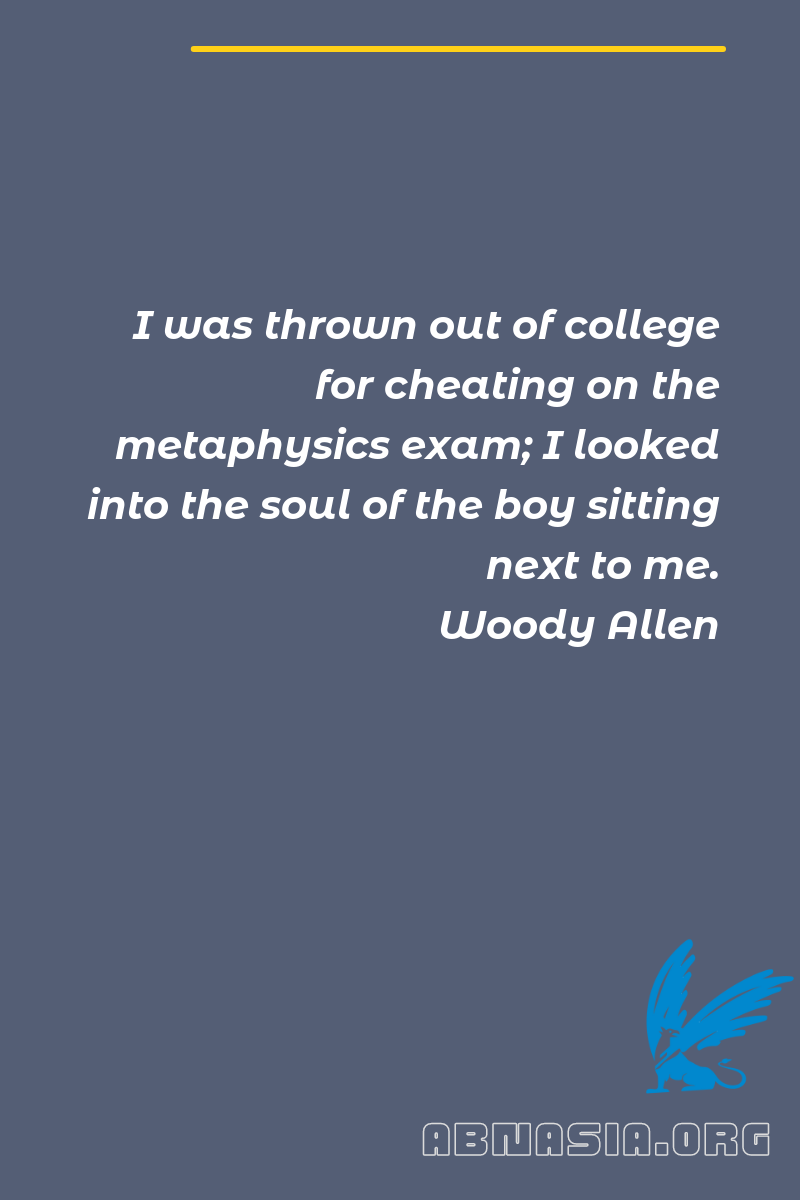 I was thrown out of college
for cheating on the
metaphysics exam; I looked
into the soul of the boy sitting
next to me.
Woody Allen
ABNASIA.ORG